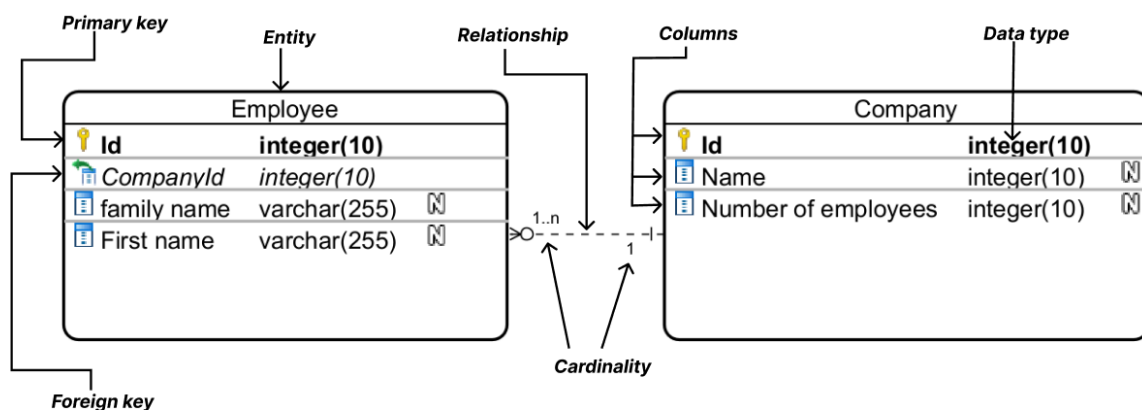 Primary key
Entity
Relationship
Columns
Data type
Employee
Id integer(10)
CompanyId integer(10)
family name varchar(255) N
First name varchar(255) N
1..n
1
Company
Id integer(10)
Name integer(10) N
Number of employees integer(10) N
Cardinality
Foreign key